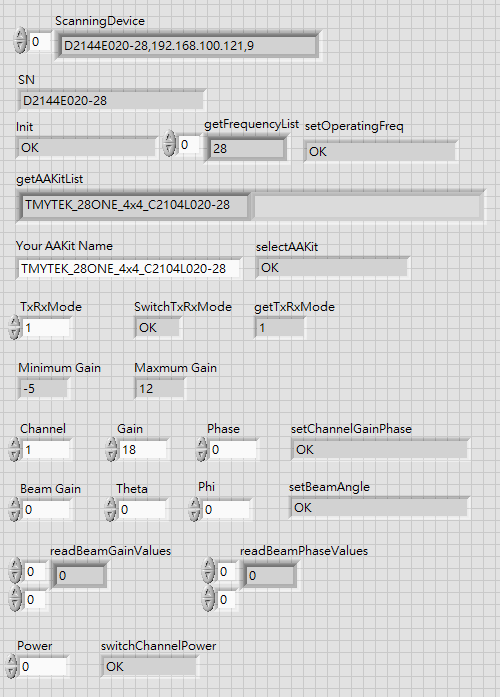 ScanningDevice
0 D2144E020-28,192.168.100.121,9
SN
D2144E020-28
Init getFrequencyList setOperatingFreq
OK 0 28 OK
getAAKitList
TMYTEK_28ONE_4x4_C2104L020-28
Your AAKit Name selectAAKit
TMYTEK_28ONE_4x4_C2104L020-28 OK
TxRxMode SwitchTxRxMode getTxRxMode
1 OK 1
Minimum Gain Maxmum Gain
-5 12
Channel Gain Phase setChannelGainPhase
1 18 0 OK
Beam Gain Theta Phi setBeamAngle
0 0 0 OK
readBeamGainValues readBeamPhaseValues
0 0 0 0
0 0
Power switchChannelPower
0 OK